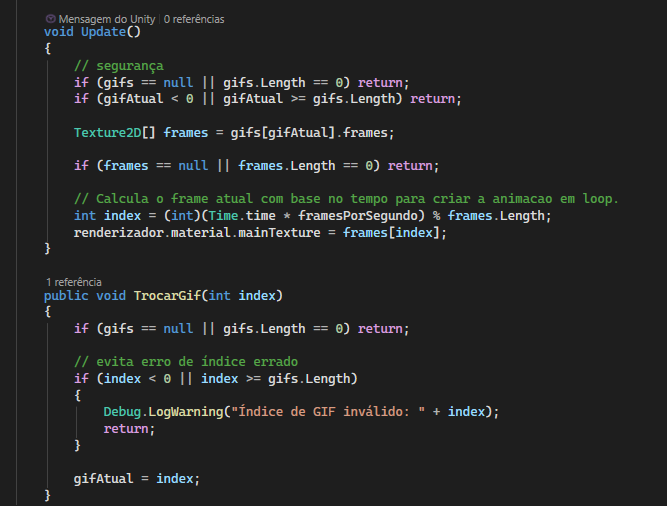 Mensagem do Unity | 0 referências
void Update()
{
// segurança
if (gifs == null || gifs.Length == 0) return;
if (gifAtual < 0 || gifAtual >= gifs.Length) return;
Texture2D[] frames = gifs[gifAtual].frames;
if (frames == null || frames.Length == 0) return;
// Calcula o frame atual com base no tempo para criar a animacao em loop.
int index = (int)(Time.time * framesPorSegundo) % frames.Length;
renderizador.material.mainTexture = frames[index];
}
1 referência
public void TrocarGif(int index)
{
if (gifs == null || gifs.Length == 0) return;
// evita erro de índice errado
if (index < 0 || index >= gifs.Length)
{
Debug.LogWarning("Índice de GIF inválido: " + index);
return;
}
gifAtual = index;
}